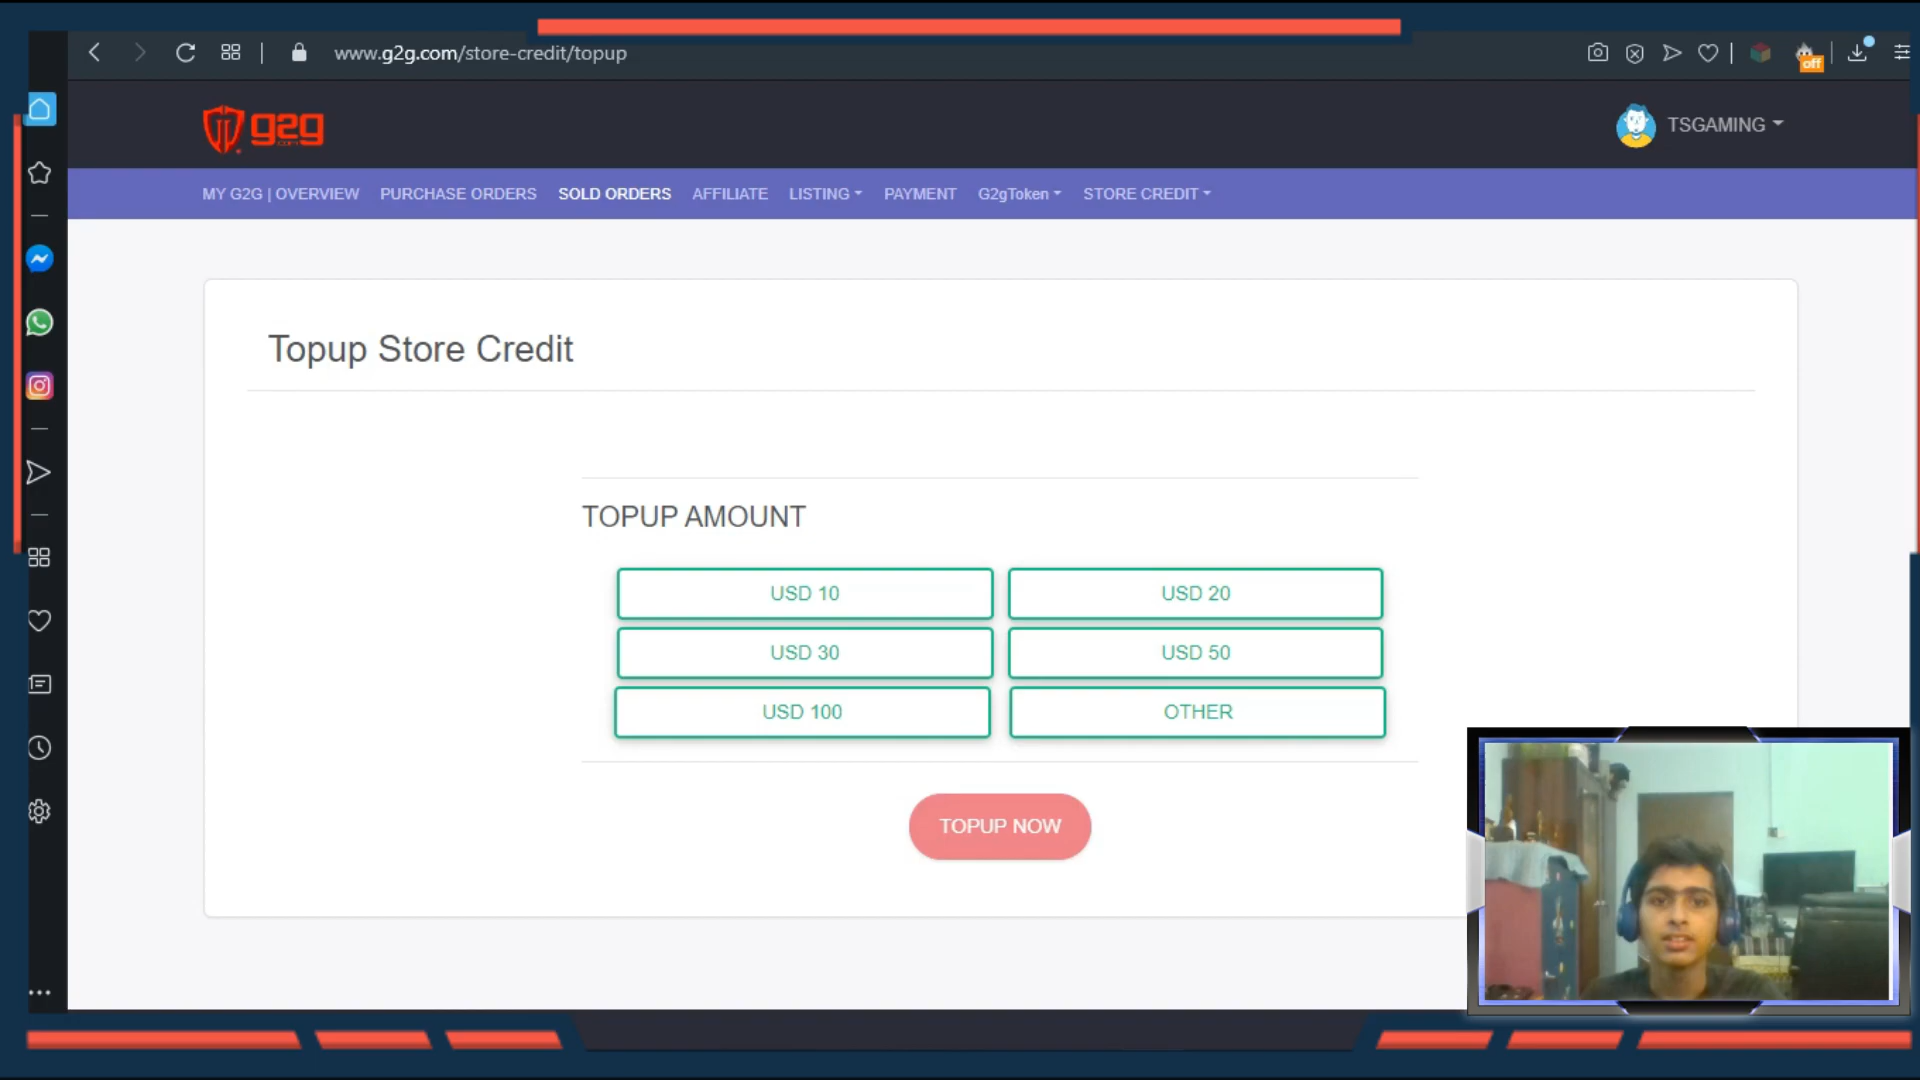 www.g2g.com/store-credit/topup
off
g2g
.com
TSGAMING
MY G2G | OVERVIEW PURCHASE ORDERS SOLD ORDERS AFFILIATE LISTING PAYMENT G2gToken STORE CREDIT
Topup Store Credit
TOPUP AMOUNT
USD 10 USD 20
USD 30 USD 50
USD 100 OTHER
TOPUP NOW